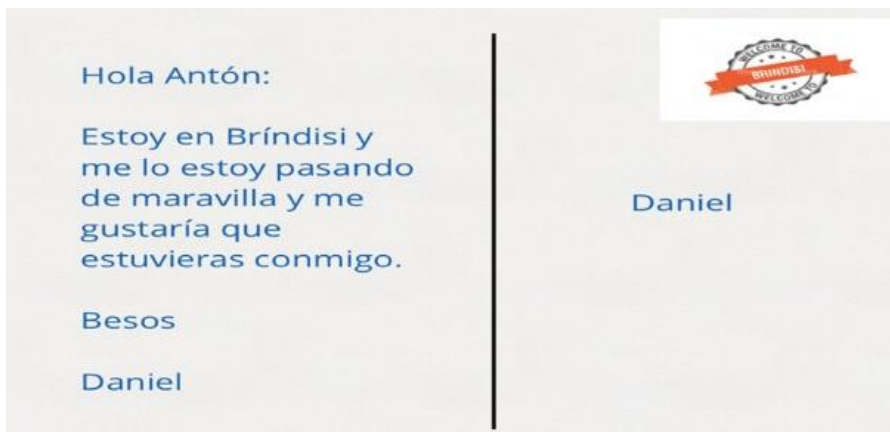 Hola Antón:
Estoy en Bríndisi y
me lo estoy pasando
de maravilla y me
gustaría que
estuvieras conmigo.
Besos
Daniel
WELCOME TO
BRINDISI
WELCOME TO
Daniel